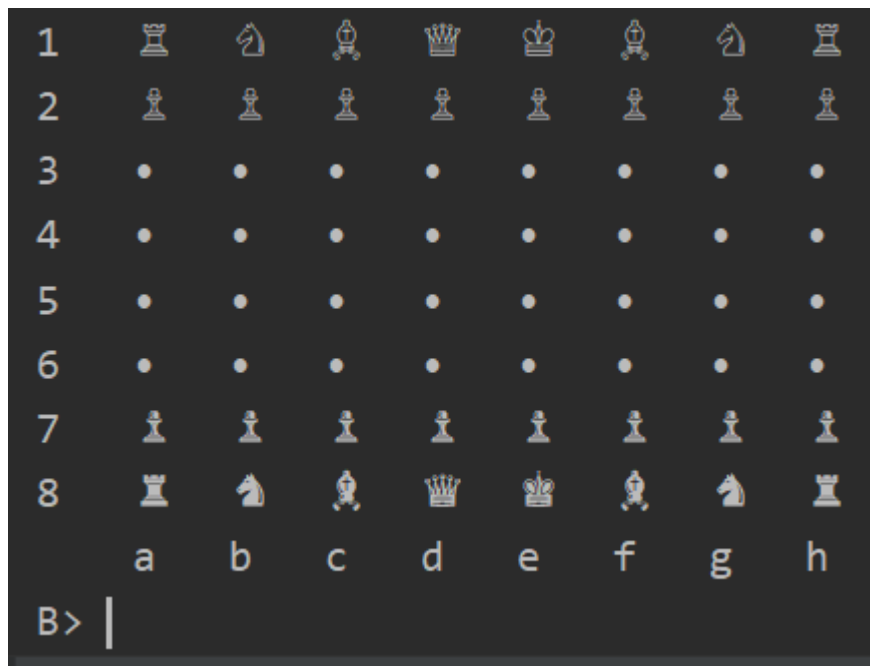 1 ♖ ♘ ♗ ♕ ♔ ♗ ♘ ♖
2 ♙ ♙ ♙ ♙ ♙ ♙ ♙ ♙
3 • • • • • • • •
4 • • • • • • • •
5 • • • • • • • •
6 • • • • • • • •
7 ♟ ♟ ♟ ♟ ♟ ♟ ♟ ♟
8 ♜ ♞ ♝ ♛ ♚ ♝ ♞ ♜
a b c d e f g h
B>